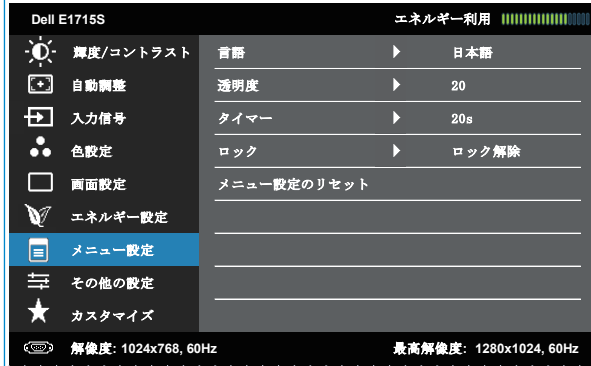 Dell E1715S エネルギー利用
輝度/コントラスト 言語 日本語
自動調整 透明度 20
入力信号 タイマー 20s
色設定 ロック ロック解除
画面設定 メニュー設定のリセット
エネルギー設定
メニュー設定
その他の設定
カスタマイズ
解像度: 1024x768, 60Hz 最高解像度: 1280x1024, 60Hz